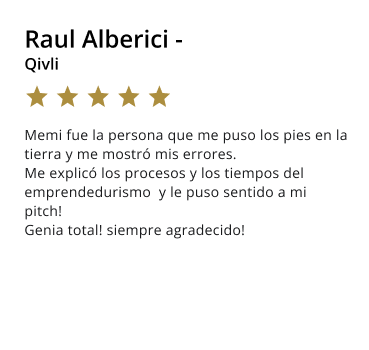 Raul Alberici -
Qivli
Memi fue la persona que me puso los pies en la
tierra y me mostró mis errores.
Me explicó los procesos y los tiempos del
emprendedurismo  y le puso sentido a mi
pitch!
Genia total! siempre agradecido!